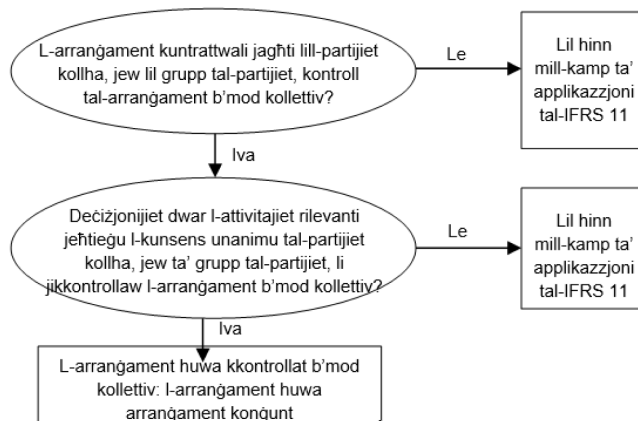 L-arranġament kuntrattwali jagħti lill-partijiet
kollha, jew lil grupp tal-partijiet, kontroll
tal-arranġament b’mod kollettiv?
Le
Lil hinn
mill-kamp ta’
applikazzjoni
tal-IFRS 11
Iva
Deċiżjonijiet dwar l-attivitajiet rilevanti
jeħtieġu l-kunsens unanimu tal-partijiet
kollha, jew ta’ grupp tal-partijiet, li
jikkontrollaw l-arranġament b’mod kollettiv?
Le
Lil hinn
mill-kamp ta’
applikazzjoni
tal-IFRS 11
Iva
L-arranġament huwa kkontrollat b’mod
kollettiv: l-arranġament huwa
arranġament konġunt